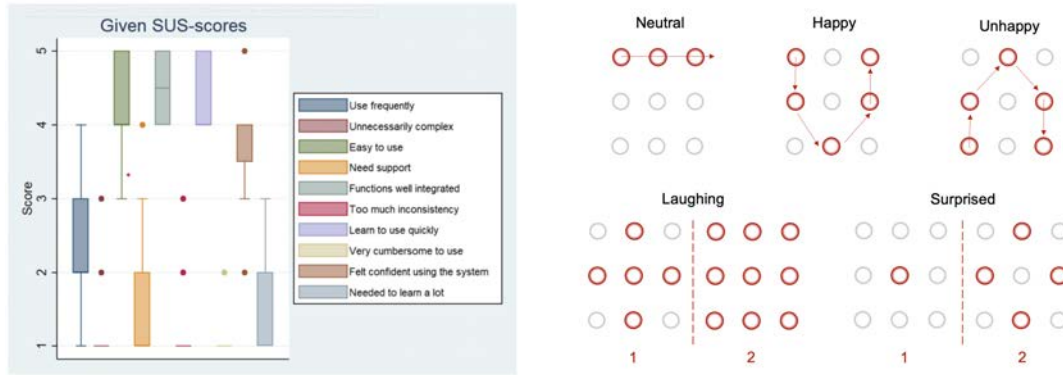 Given SUS-scores
5
4
3
2
1
Score
Use frequently
Unnecessarily complex
Easy to use
Need support
Functions well integrated
Too much inconsistency
Learn to use quickly
Very cumbersome to use
Felt confident using the system
Needed to learn a lot
Neutral
Happy
Unhappy
Laughing
Surprised
1
2
1
2